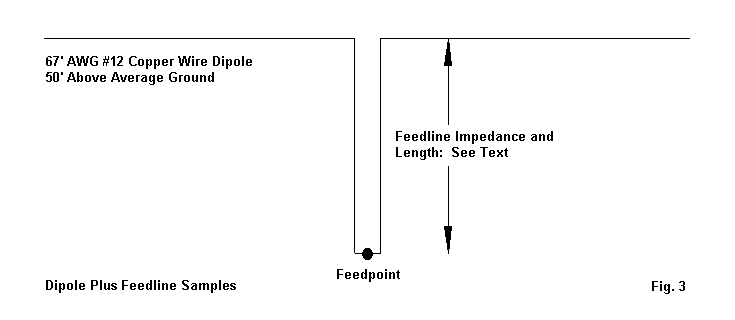 67' AWG #12 Copper Wire Dipole
50' Above Average Ground
Feedline Impedance and
Length:  See Text
Feedpoint
Dipole Plus Feedline Samples
Fig. 3